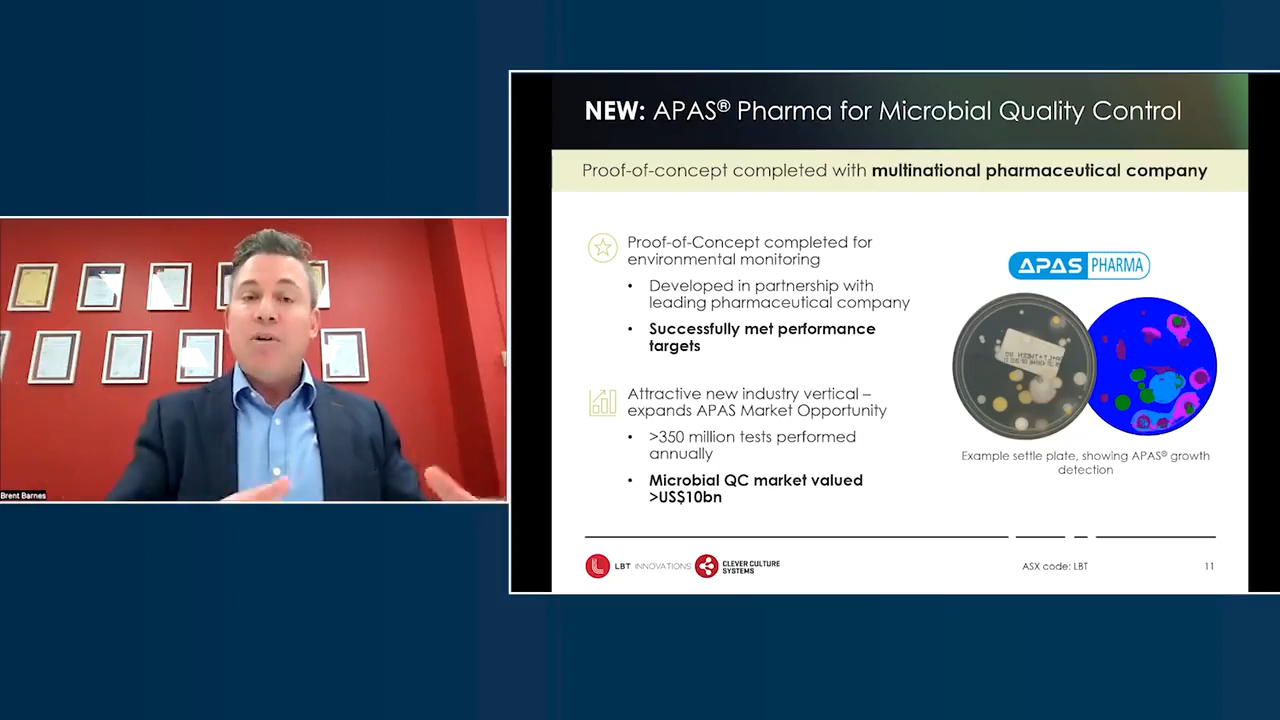 NEW: APAS® Pharma for Microbial Quality Control
Proof-of-concept completed with multinational pharmaceutical company
Proof-of-Concept completed for
environmental monitoring
• Developed in partnership with
leading pharmaceutical company
• Successfully met performance
targets
Attractive new industry vertical –
expands APAS Market Opportunity
• >350 million tests performed
annually
• Microbial QC market valued
>US$10bn
APAS PHARMA
Example settle plate, showing APAS® growth
detection
Brent Barnes
LBT INNOVATIONS
CLEVER CULTURE
SYSTEMS
ASX code: LBT
11